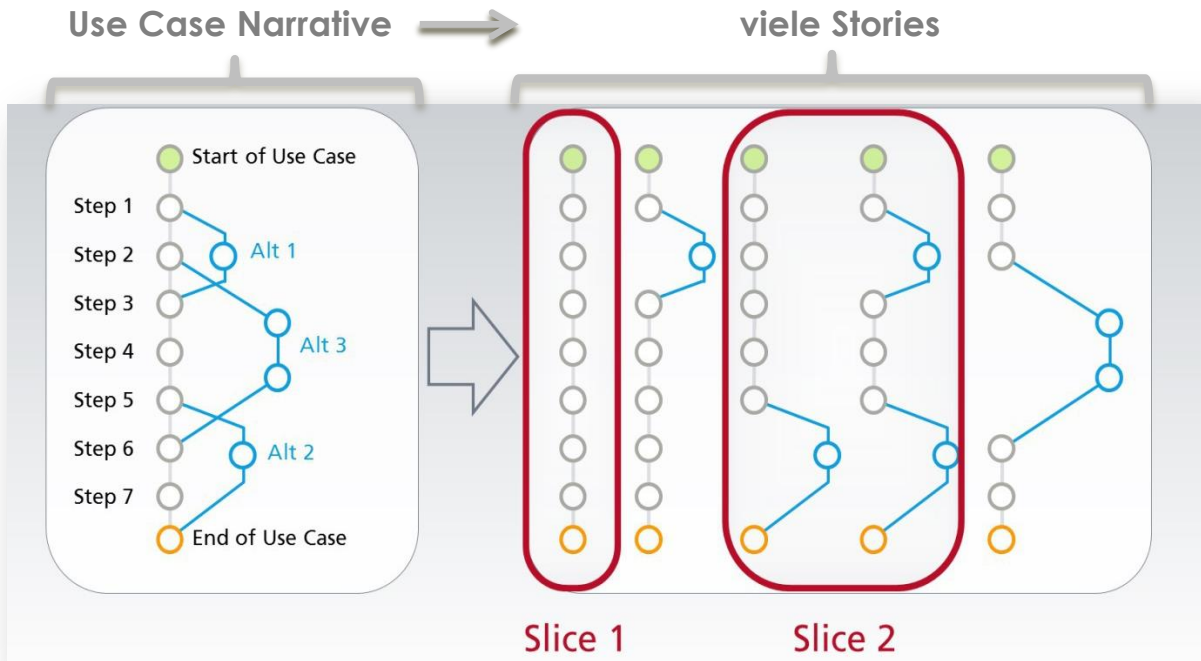 Use Case Narrative
viele Stories
Start of Use Case
Step 1
Step 2
Alt 1
Step 3
Step 4
Alt 3
Step 5
Step 6
Alt 2
Step 7
End of Use Case
Slice 1
Slice 2